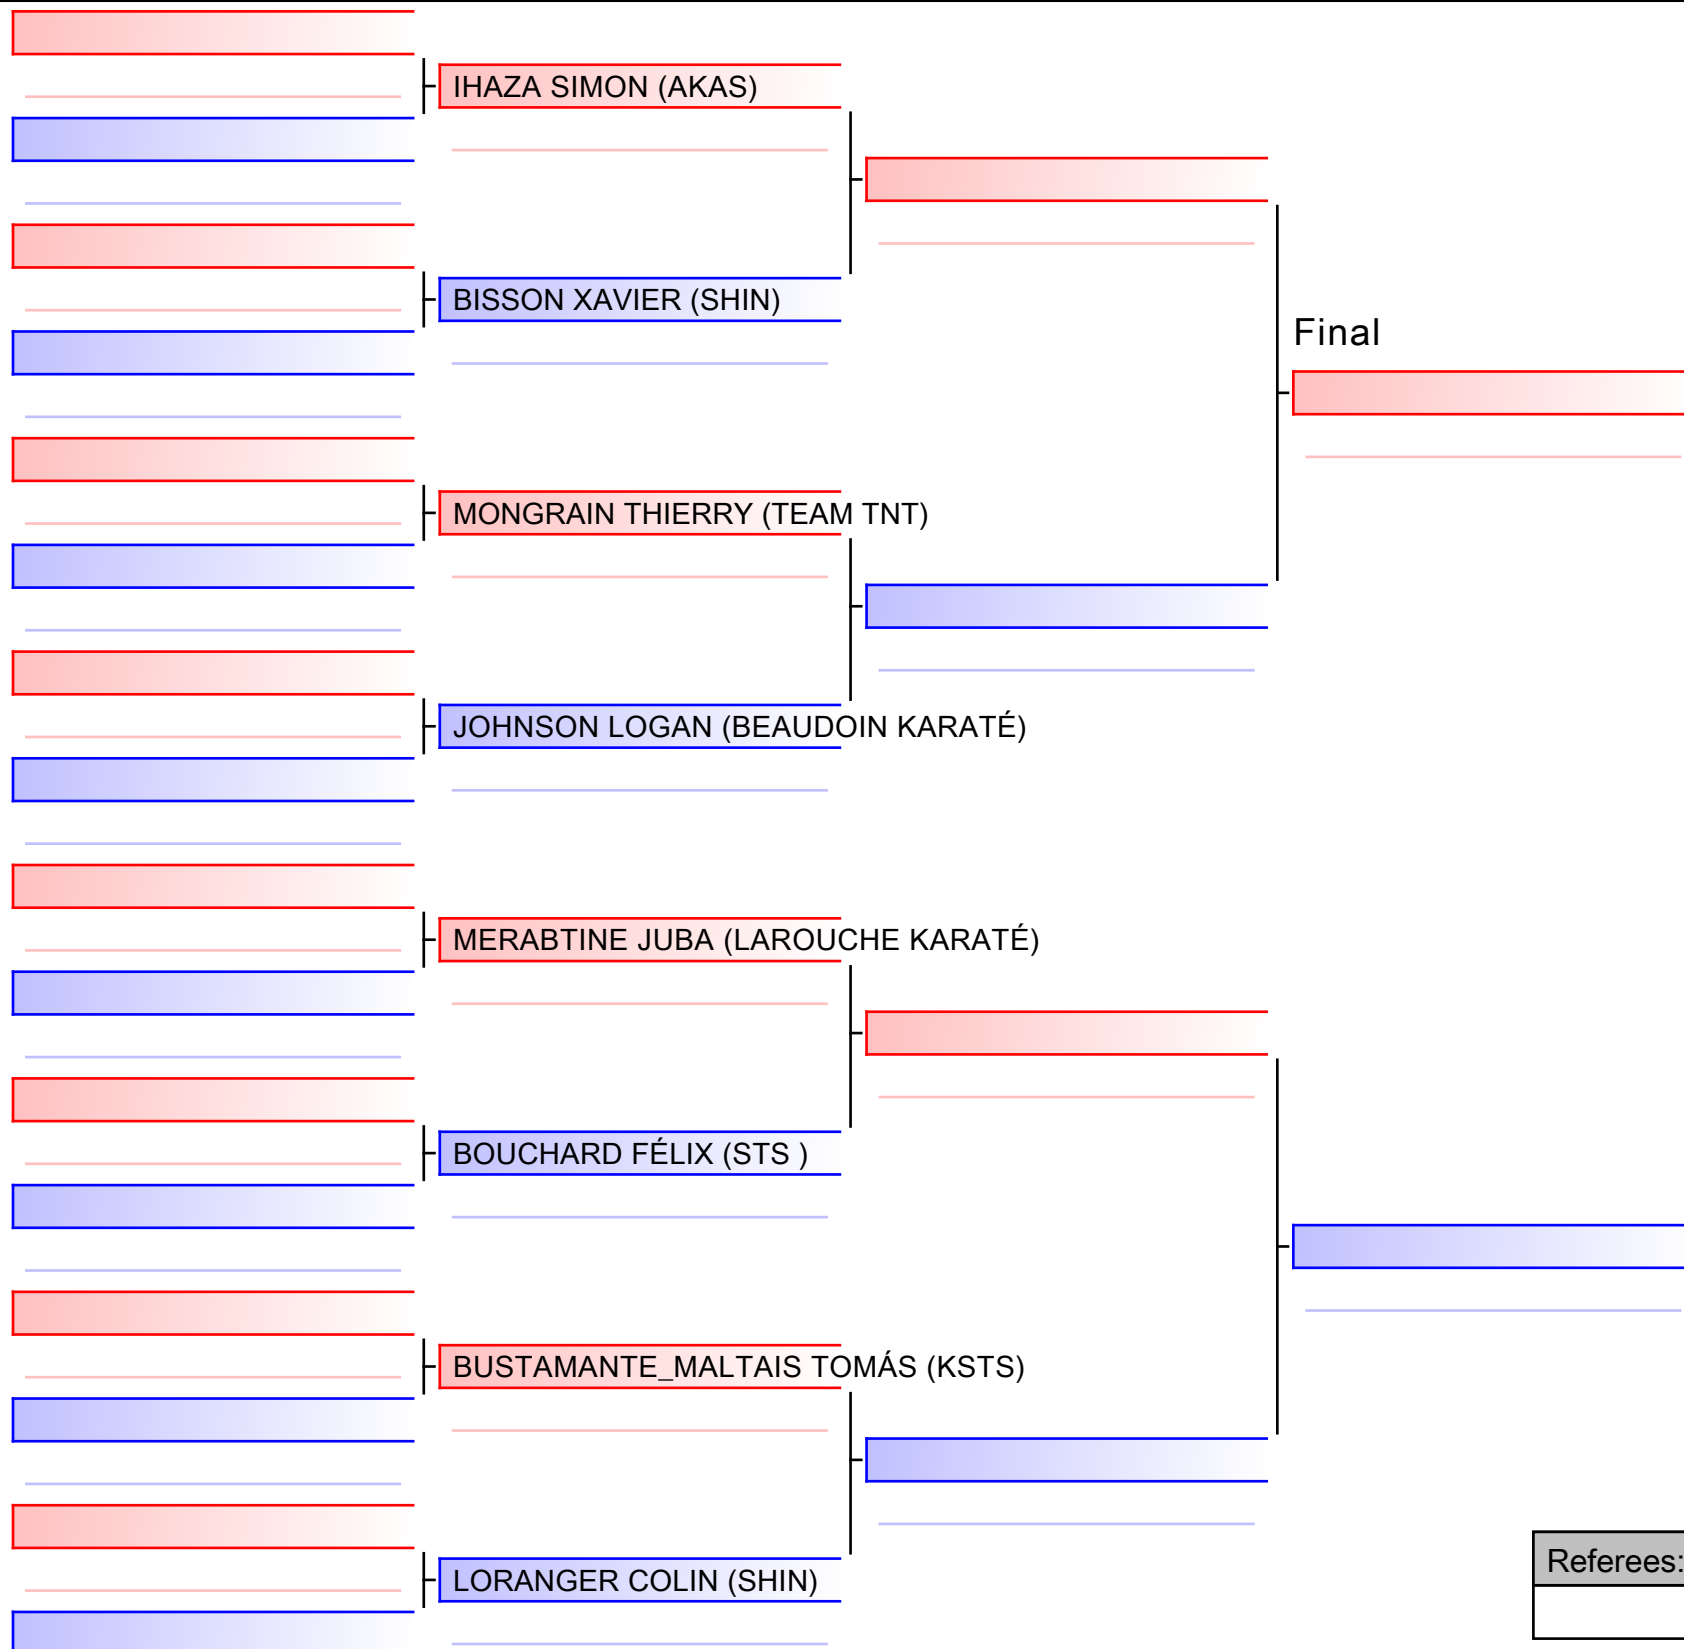 IHAZA SIMON (AKAS)
BISSON XAVIER (SHIN)
Final
MONGRAIN THIERRY (TEAM TNT)
JOHNSON LOGAN (BEAUDOIN KARATÉ)
MERABTINE JUBA (LAROUCHE KARATÉ)
BOUCHARD FÉLIX (STS )
BUSTAMANTE_MALTAIS TOMÁS (KSTS)
LORANGER COLIN (SHIN)
Referees: